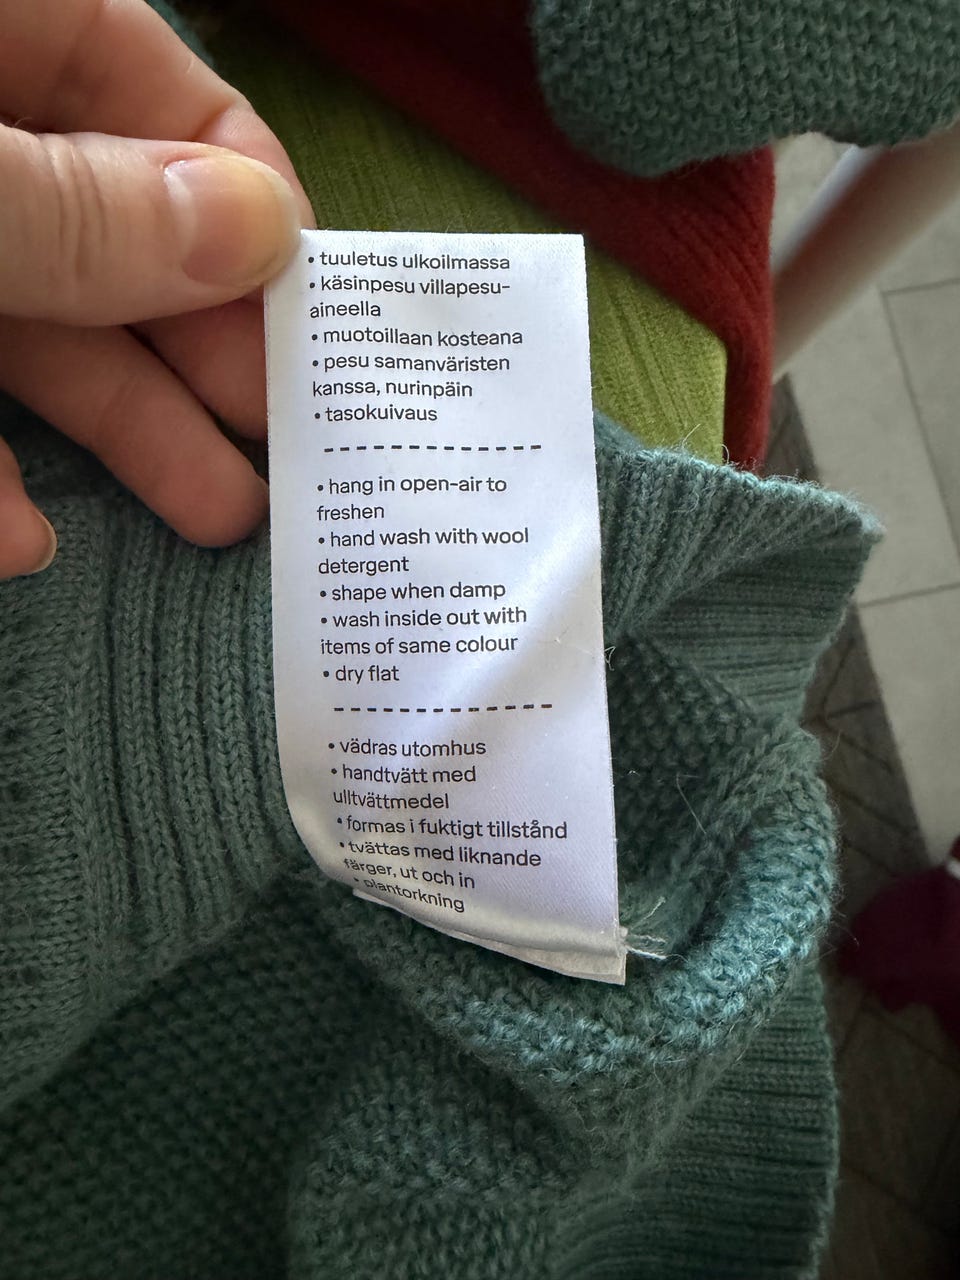 • tuuletus ulkoilmassa
• käsinpesu villapesu-
aineella
• muotoillaan kosteana
• pesu samanväristen
kanssa, nurinpäin
• tasokuivaus
• hang in open-air to
freshen
• hand wash with wool
detergent
• shape when damp
• wash inside out with
items of same colour
• dry flat
• vädras utomhus
• handtvätt med
ulltvättmedel
• formas i fuktigt tillstånd
• tvättas med liknande
färger, ut och in
• plantorkning